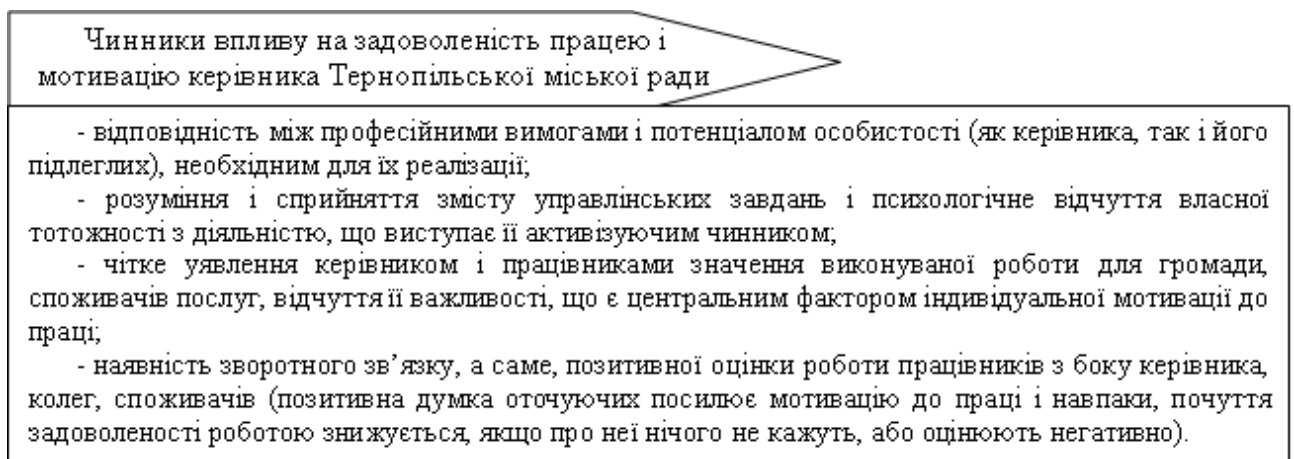 Чинники впливу на задоволеність працею і
мотивацію керівника Тернопільської міської ради
- відповідність між професійними вимогами і потенціалом особистості (як керівника, так і його
підлеглих), необхідним для їх реалізації;
- розуміння і сприйняття змісту управлінських завдань і психологічне відчуття власної
тотожності з діяльністю, що виступає її активізуючим чинником;
- чітке уявлення керівником і працівниками значення виконуваної роботи для громади,
споживачів послуг, відчуття її важливості, що є центральним фактором індивідуальної мотивації до
праці;
- наявність зворотного зв’язку, а саме, позитивної оцінки роботи працівників з боку керівника,
колег, споживачів (позитивна думка оточуючих посилює мотивацію до праці і навпаки, почуття
задоволеності роботою знижується, якщо про неї нічого не кажуть, або оцінюють негативно).